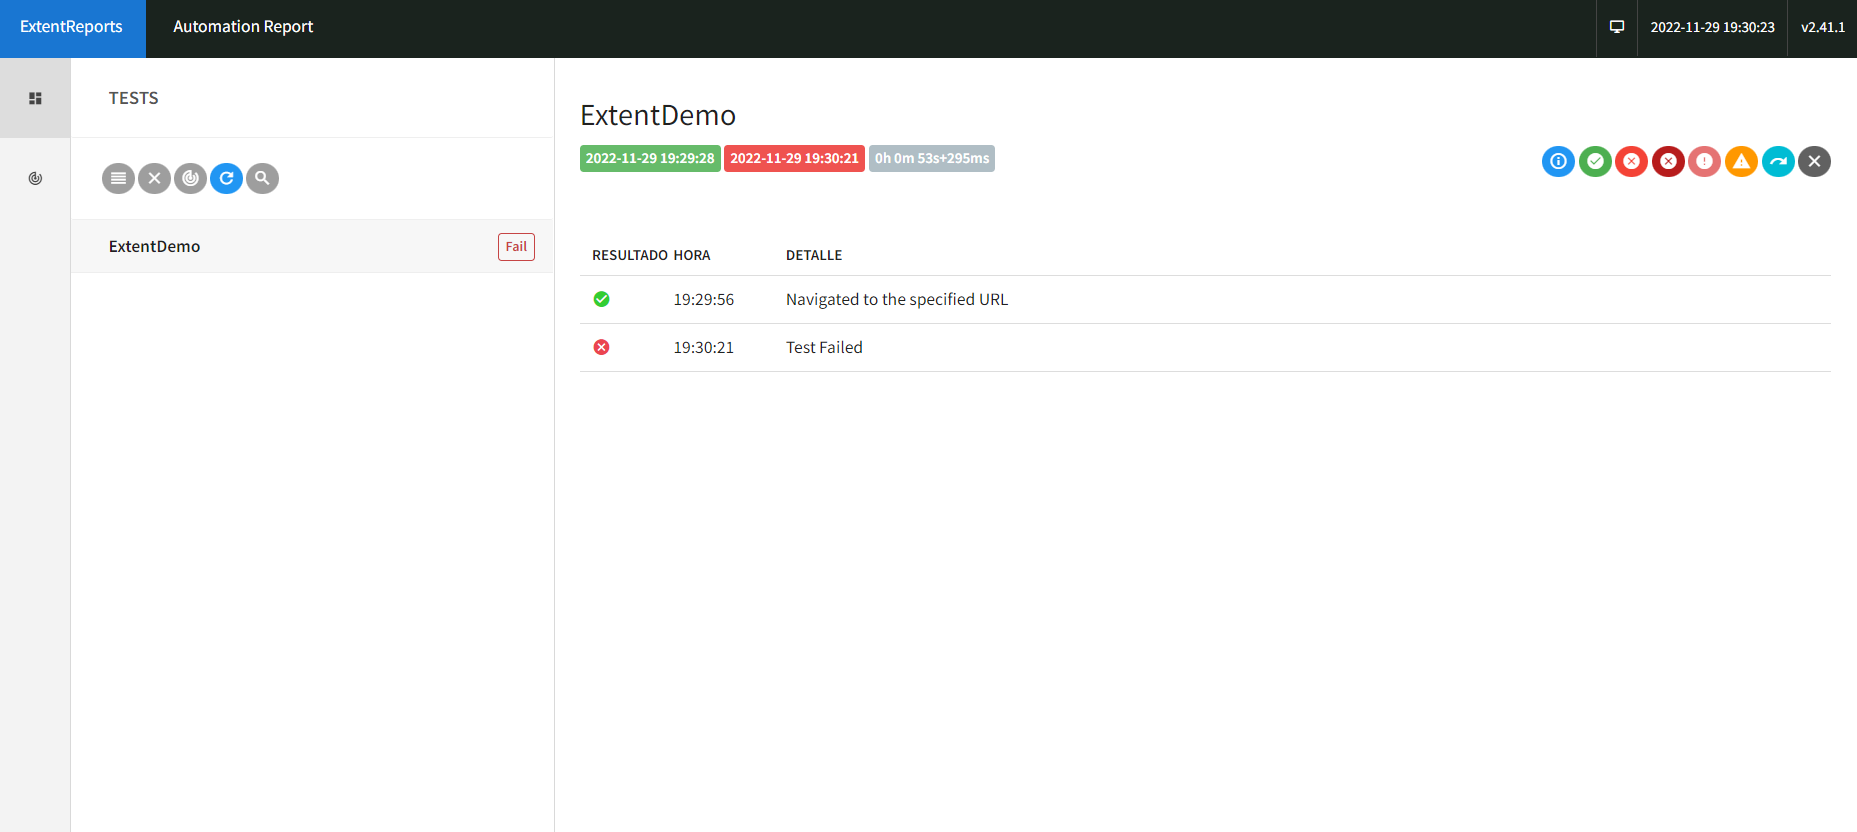 ExtentReports
Automation Report
2022-11-29 19:30:23
v2.41.1
TESTS
ExtentDemo
Fail
ExtentDemo
2022-11-29 19:29:28 2022-11-29 19:30:21 0h 0m 53s+295ms
RESULTADO HORA DETALLE
19:29:56 Navigated to the specified URL
19:30:21 Test Failed